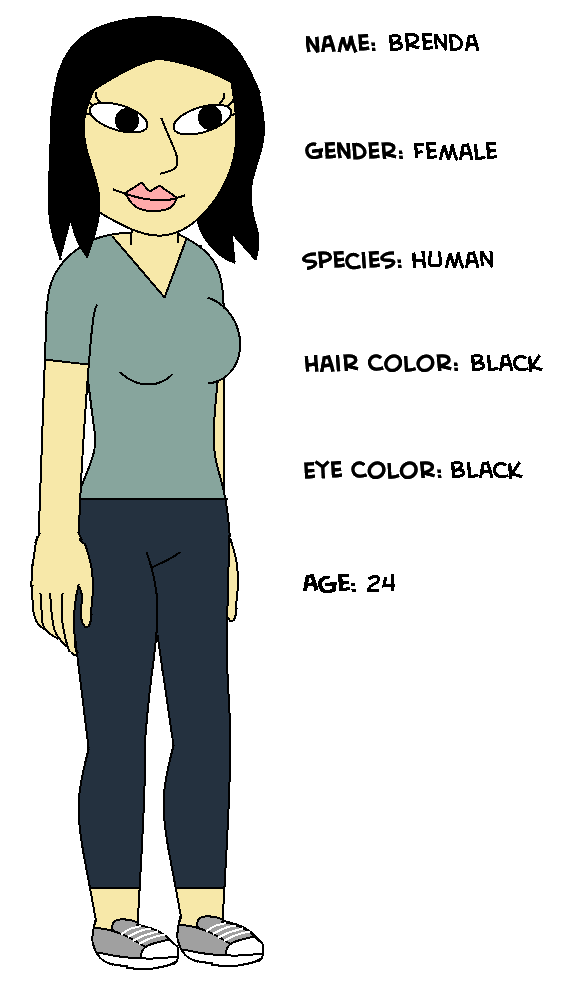 NAME: BRENDA
GENDER: FEMALE
SPECIES: HUMAN
HAIR COLOR: BLACK
EYE COLOR: BLACK
AGE: 24